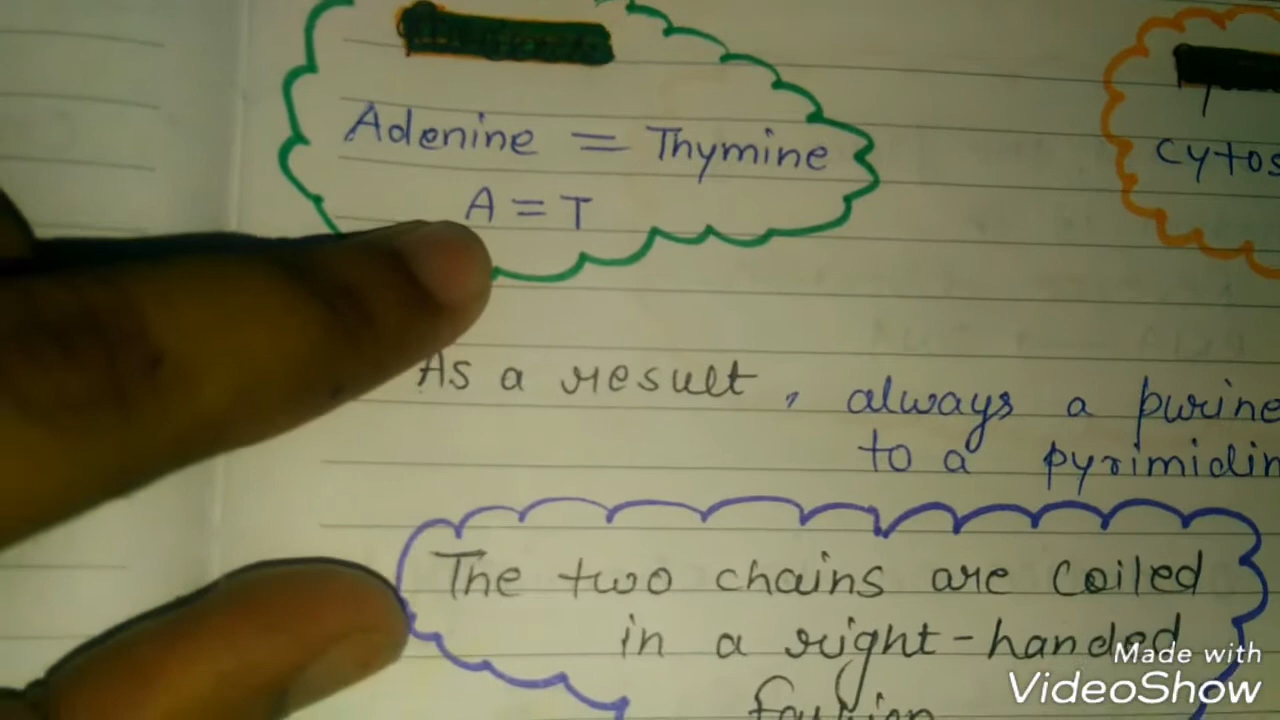 Adenine = Thymine
A = T
cytos
As a result, always a purine
to a pyrimidin
The two chains are coiled
in a right-handed
fashion
Made with
VideoShow